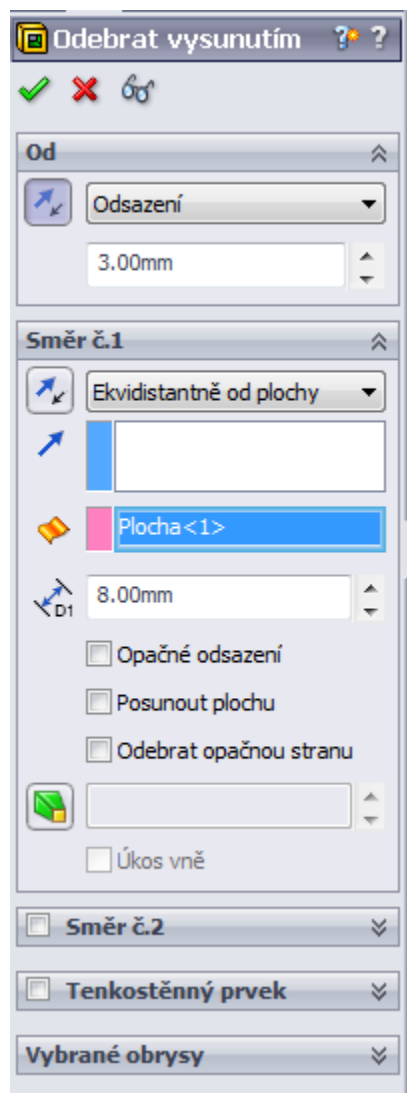 Odebrat vysunutím ? ?
Od
Odsazení
3.00mm
Směr č.1
Ekvidistantně od plochy
Plocha<1>
D1
8.00mm
Opačné odsazení
Posunout plochu
Odebrat opačnou stranu
Úkos vně
Směr č.2
Tenkostěnný prvek
Vybrané obrysy